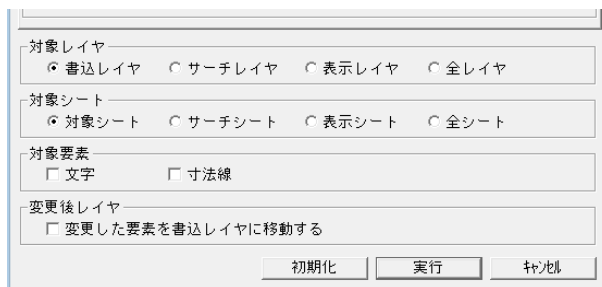 対象レイヤ
書込レイヤ サーチレイヤ 表示レイヤ 全レイヤ
対象シート
対象シート サーチシート 表示シート 全シート
対象要素
文字 寸法線
変更後レイヤ
変更した要素を書込レイヤに移動する
初期化 実行 ｷｬﾝｾﾙ